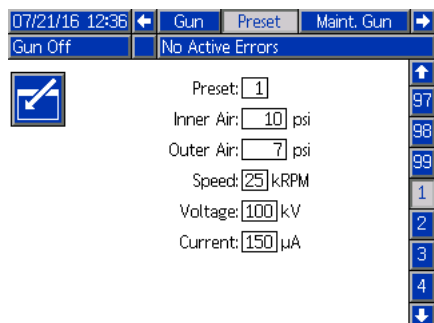 07/21/16 12:36 Gun Preset Maint. Gun
Gun Off No Active Errors
Preset: 1
Inner Air: 10 psi
Outer Air: 7 psi
Speed: 25 kRPM
Voltage: 100 kV
Current: 150 µA
97
98
99
1
2
3
4